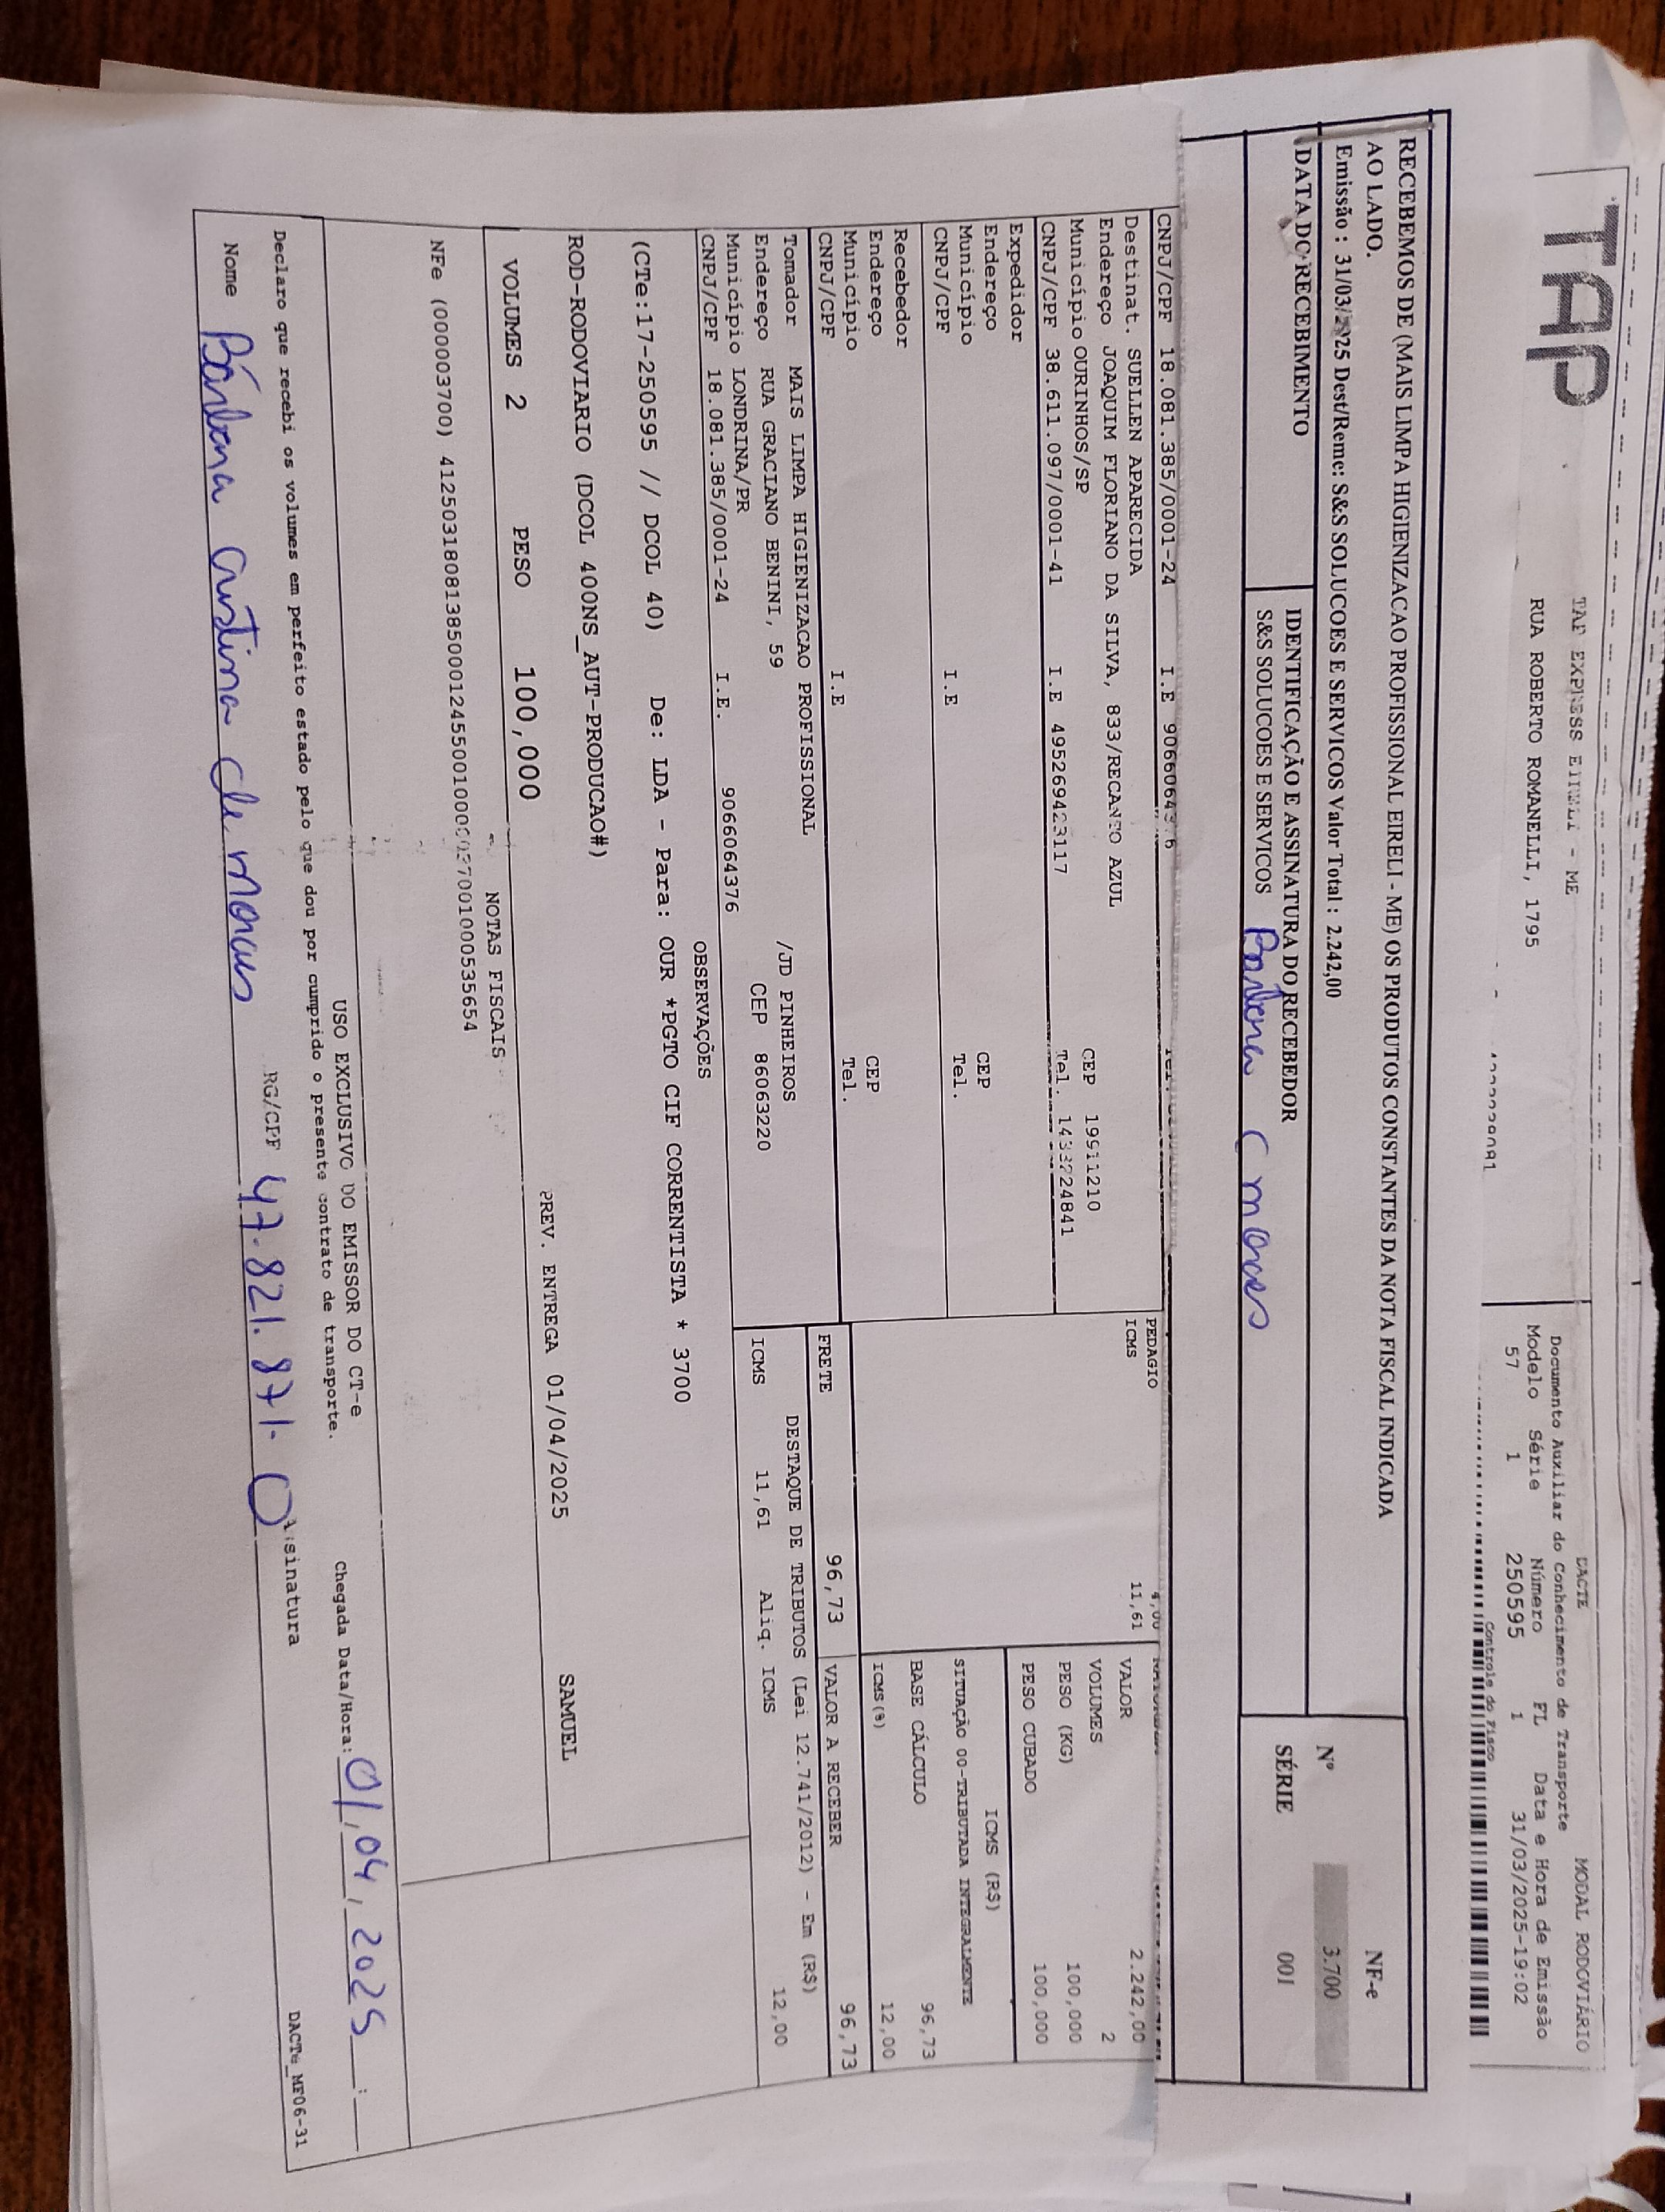 TAP
TAP EXPRESS EIRELI - ME
RUA ROBERTO ROMANELLI, 1795
DACTE
MODAL RODOVIÁRIO
Documento Auxiliar do Conhecimento de Transporte
Modelo Série Número FL Data e Hora de Emissão
57 1 250595 1 31/03/2025-19:02
Controle do Fisco
RECEBEMOS DE (MAIS LIMPA HIGIENIZACAO PROFISSIONAL EIRELI - ME) OS PRODUTOS CONSTANTES DA NOTA FISCAL INDICADA
AO LADO.
Emissão : 31/03/2025 Dest/Reme: S&S SOLUCOES E SERVICOS Valor Total : 2.242,00
NF-e
Nº 3.700
SÉRIE 001
DATA DO RECEBIMENTO
IDENTIFICAÇÃO E ASSINATURA DO RECEBEDOR
S&S SOLUCOES E SERVICOS Bárbara C moraes
CNPJ/CPF 18.081.385/0001-24 I.E 9066064376
Destinat. SUELLEN APARECIDA
Endereço JOAQUIM FLORIANO DA SILVA, 833/RECANTO AZUL
Município OURINHOS/SP CEP 19911210
CNPJ/CPF 38.611.097/0001-41 I.E 495269423117 Tel. 1433724841
Expedidor
Endereço
Município CEP
CNPJ/CPF I.E Tel.
Recebedor
Endereço
Município CEP
CNPJ/CPF I.E Tel.
PEDAGIO 4,00
ICMS 11,61
VALOR 2.242,00
VOLUMES 2
PESO (KG) 100,000
PESO CUBADO 100,000
ICMS (R$)
SITUAÇÃO 00-TRIBUTADA INTEGRALMENTE
BASE CÁLCULO 96,73
ICMS(%) 12,00
FRETE 96,73 VALOR A RECEBER 96,73
Tomador MAIS LIMPA HIGIENIZACAO PROFISSIONAL
Endereço RUA GRACIANO BENINI, 59 /JD PINHEIROS
Município LONDRINA/PR CEP 86063220
CNPJ/CPF 18.081.385/0001-24 I.E. 9066064376
DESTAQUE DE TRIBUTOS (Lei 12.741/2012) - Em (R$)
ICMS 11,61 Aliq. ICMS 12,00
OBSERVAÇÕES
(CTe:17-250595 // DCOL 40) De: LDA - Para: OUR *PGTO CIF CORRENTISTA * 3700
ROD-RODOVIARIO (DCOL 400NS_AUT-PRODUCAO#)
SAMUEL
VOLUMES 2 PESO 100,000 PREV. ENTREGA 01/04/2025
NOTAS FISCAIS
NFe (000003700) 41250318081385000124550010000037001000535654
USO EXCLUSIVO DO EMISSOR DO CT-e
Chegada Data/Hora: 01/04/2025 :
Declaro que recebi os volumes em perfeito estado pelo que dou por cumprido o presente contrato de transporte.
Nome Bárbara Cristina de moraes RG/CPF 47.821.871-0 Assinatura
DACTe_MF06-31